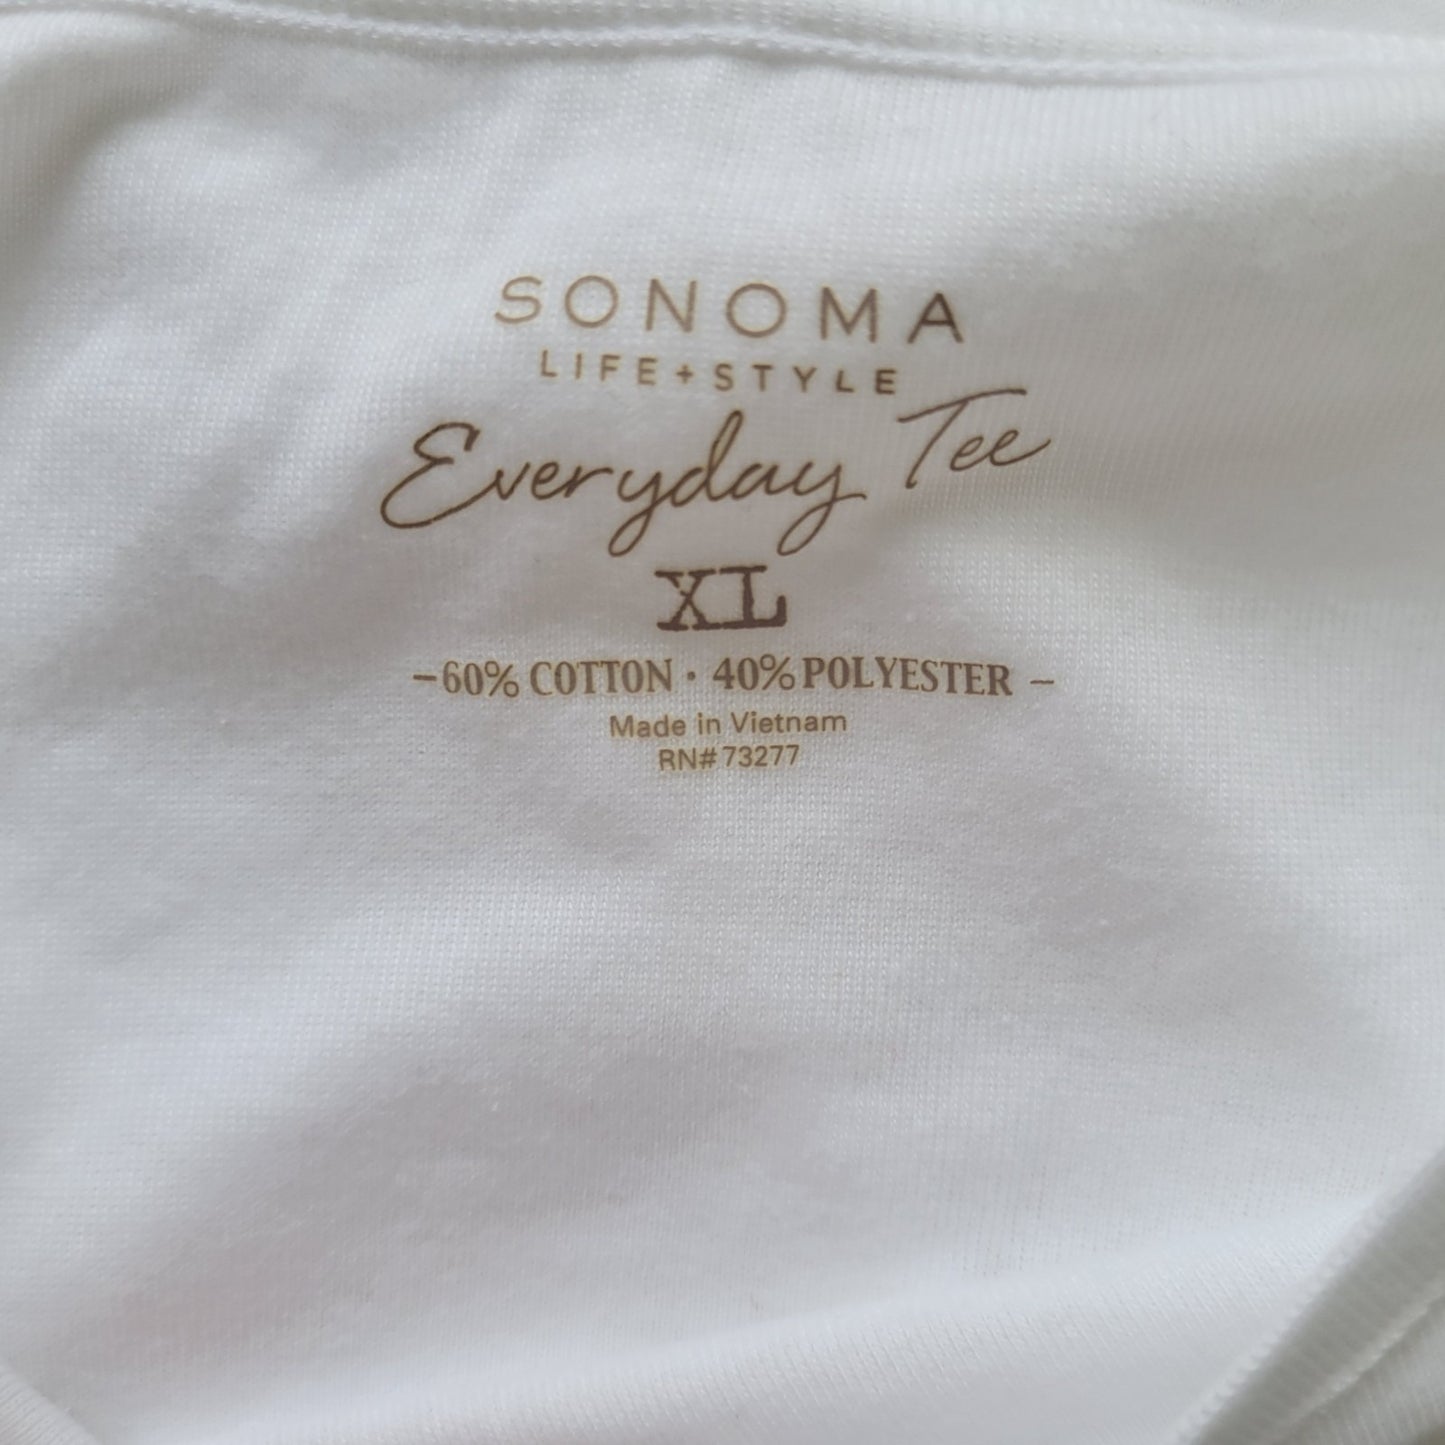 SONOMA
LIFE+STYLE
Everyday Tee
XL
-60% COTTON · 40% POLYESTER -
Made in Vietnam
RN# 73277